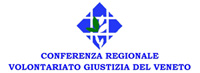 CONFERENZA REGIONALE
VOLONTARIATO GIUSTIZIA DEL VENETO